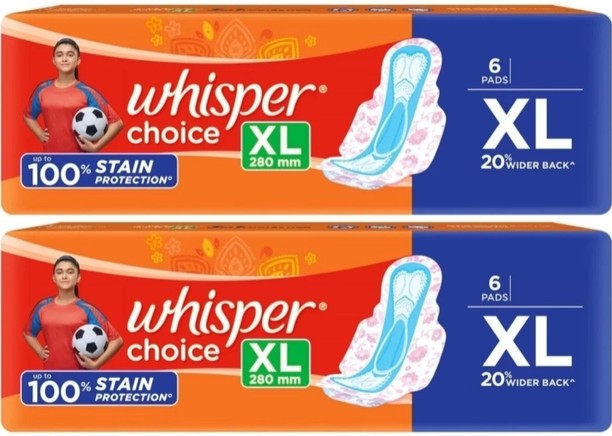 whisper®
choice XL
280 mm
up to
100% STAIN
PROTECTION®
6
PADS
XL
20% WIDER BACK^
whisper®
choice XL
280 mm
up to
100% STAIN
PROTECTION®
6
PADS
XL
20% WIDER BACK^